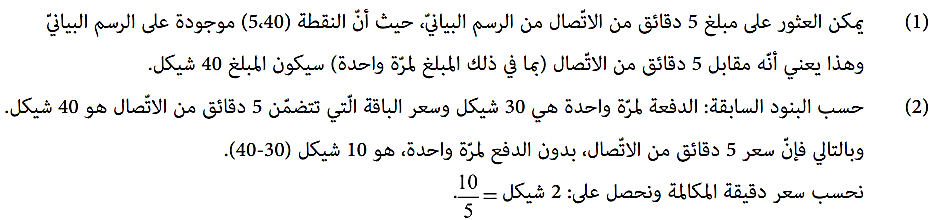 (1) يمكن العثور على مبلغ 5 دقائق من الاتّصال من الرسم البيانيّ، حيث أنّ النقطة (5،40) موجودة على الرسم البيانيّ
وهذا يعني أنّه مقابل 5 دقائق من الاتّصال (بما في ذلك المبلغ لمرّة واحدة) سيكون المبلغ 40 شيكل.
(2) حسب البنود السابقة: الدفعة لمرّة واحدة هي 30 شيكل وسعر الباقة الّتي تتضمّن 5 دقائق من الاتّصال هو 40 شيكل.
وبالتالي فإنّ سعر 5 دقائق من الاتّصال، بدون الدفع لمرّة واحدة، هو 10 شيكل (30-40).
نحسب سعر دقيقة المكالمة ونحصل على: 2 شيكل = 10/5.